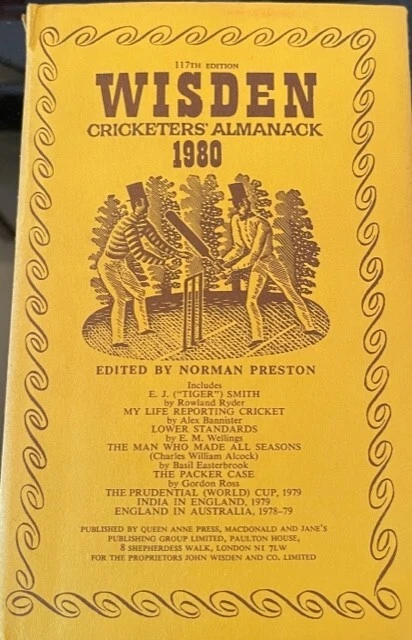 117TH EDITION
WISDEN
CRICKETERS' ALMANACK
1980
EDITED BY NORMAN PRESTON
Includes
E. J. ("TIGER") SMITH
by Rowland Ryder
MY LIFE REPORTING CRICKET
by Alex Bannister
LOWER STANDARDS
by E. M. Wellings
THE MAN WHO MADE ALL SEASONS
(Charles William Alcock)
by Basil Easterbrook
THE PACKER CASE
by Gordon Ross
THE PRUDENTIAL (WORLD) CUP, 1979
INDIA IN ENGLAND, 1979
ENGLAND IN AUSTRALIA, 1978–79
PUBLISHED BY QUEEN ANNE PRESS, MACDONALD AND JANE'S
PUBLISHING GROUP LIMITED, PAULTON HOUSE,
8 SHEPHERDESS WALK, LONDON N1 7LW
FOR THE PROPRIETORS JOHN WISDEN AND CO. LIMITED